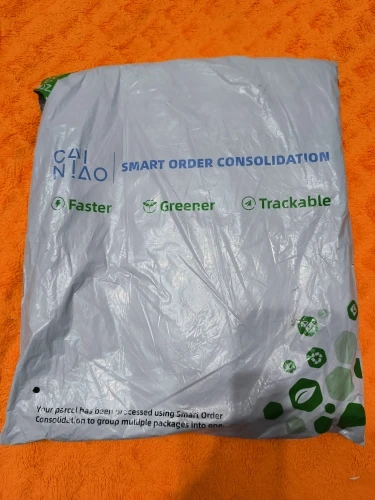 CAI
NIAO
SMART ORDER CONSOLIDATION
Faster
Greener
Trackable
Your parcel has been processed using Smart Order
Consolidation to group multiple packages into one